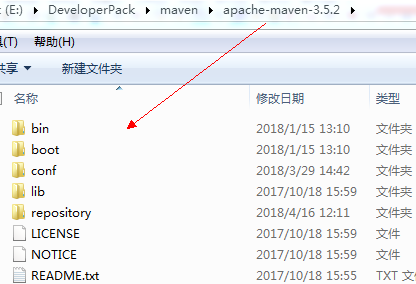 (E:) ▸ DeveloperPack ▸ maven ▸ apache-maven-3.5.2 ▸
(T) 帮助(H)
共享 ▼ 新建文件夹
名称 修改日期 类型
bin 2018/1/15 13:10 文件夹
boot 2018/1/15 13:10 文件夹
conf 2018/3/29 14:42 文件夹
lib 2017/10/18 15:59 文件夹
repository 2018/4/16 12:11 文件夹
LICENSE 2017/10/18 15:59 文件
NOTICE 2017/10/18 15:59 文件
README.txt 2017/10/18 15:55 TXT 文